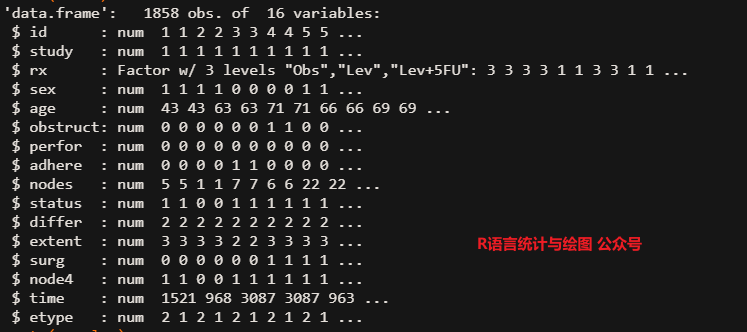 'data.frame':   1858 obs. of  16 variables:
 $ id      : num  1 1 2 2 3 3 4 4 5 5 ...
 $ study   : num  1 1 1 1 1 1 1 1 1 1 ...
 $ rx      : Factor w/ 3 levels "Obs","Lev","Lev+5FU": 3 3 3 3 1 1 3 3 1 1 ...
 $ sex     : num  1 1 1 1 0 0 0 0 1 1 ...
 $ age     : num  43 43 63 63 71 71 66 66 69 69 ...
 $ obstruct: num  0 0 0 0 0 0 1 1 0 0 ...
 $ perfor  : num  0 0 0 0 0 0 0 0 0 0 ...
 $ adhere  : num  0 0 0 0 1 1 0 0 0 0 ...
 $ nodes   : num  5 5 1 1 7 7 6 6 22 22 ...
 $ status  : num  1 1 0 0 1 1 1 1 1 1 ...
 $ differ  : num  2 2 2 2 2 2 2 2 2 2 ...
 $ extent  : num  3 3 3 3 2 2 3 3 3 3 ...
 $ surg    : num  0 0 0 0 0 0 1 1 1 1 ...
 $ node4   : num  1 1 0 0 1 1 1 1 1 1 ...
 $ time    : num  1521 968 3087 3087 963 ...
 $ etype   : num  2 1 2 1 2 1 2 1 2 1 ...
R语言统计与绘图 公众号